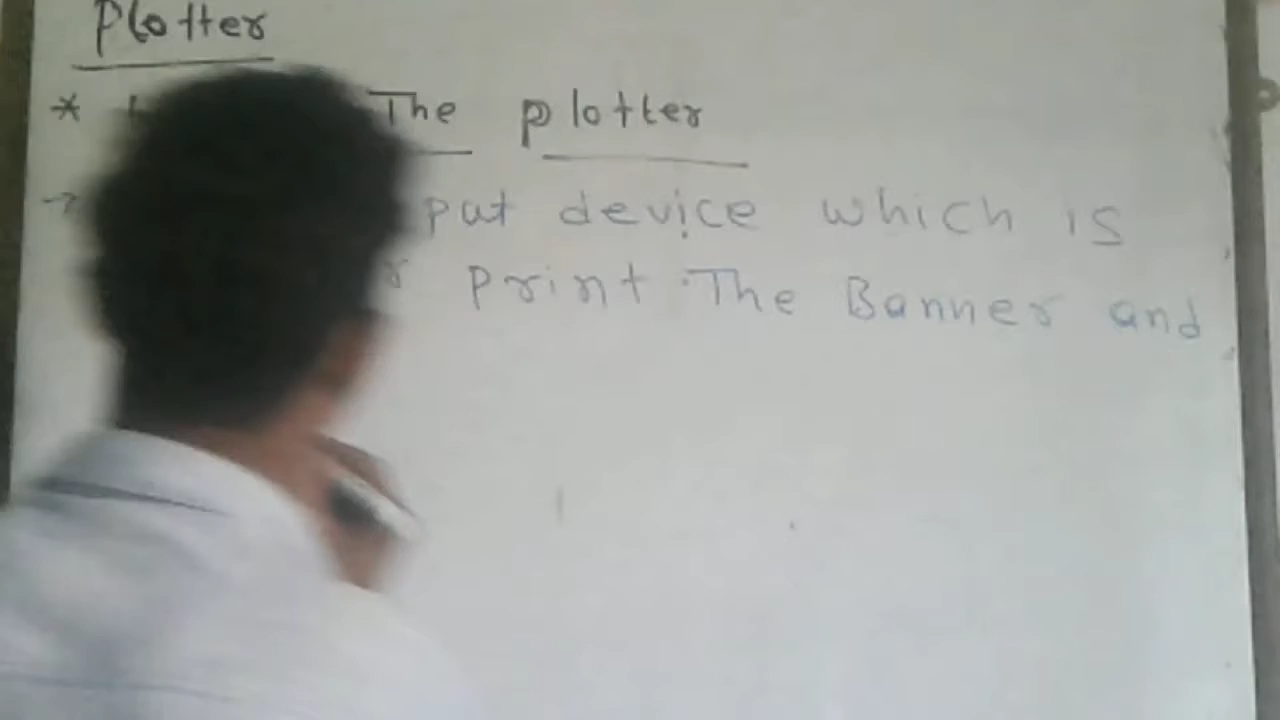 Plotter
* The plotter
→ put device which is
Print The Banner and